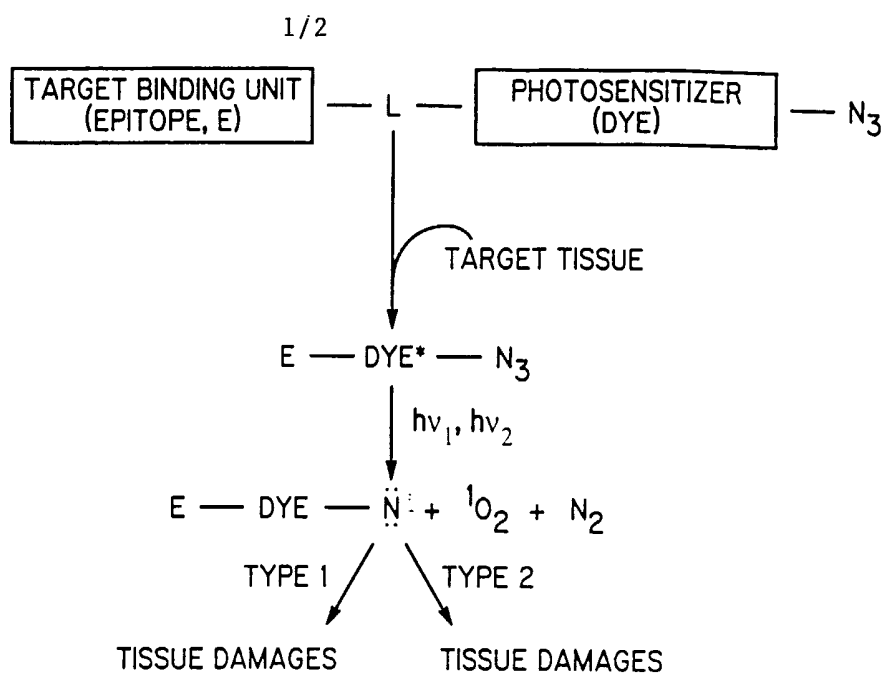 1/2
TARGET BINDING UNIT
(EPITOPE, E)
— L —
PHOTOSENSITIZER
(DYE)
— N₃
TARGET TISSUE
E — DYE* — N₃
hν₁, hν₂
E — DYE — N + ¹O₂ + N₂
TYPE 1
TYPE 2
TISSUE DAMAGES
TISSUE DAMAGES